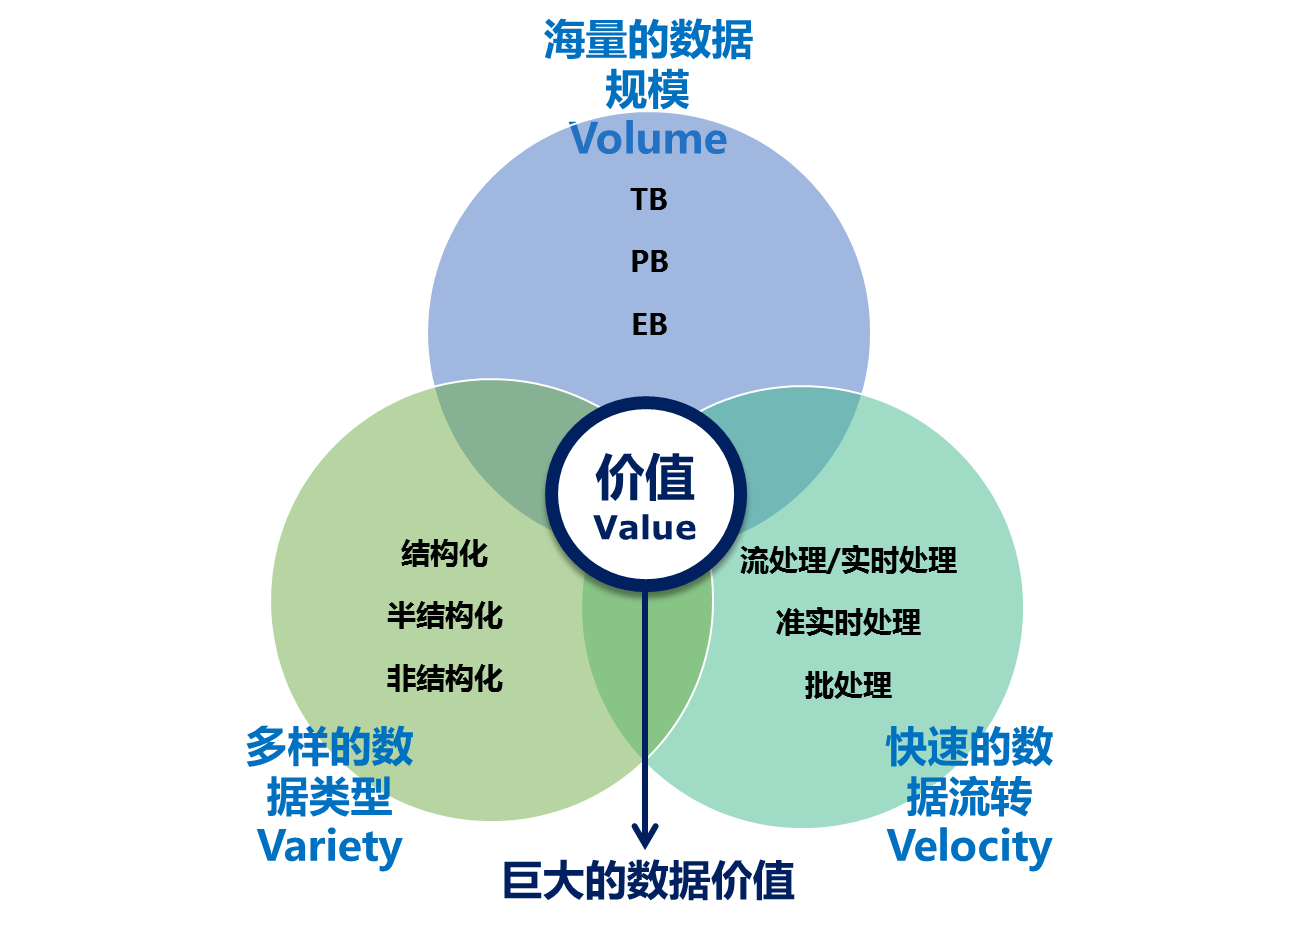 海量的数据
规模
Volume
TB
PB
EB
价值
Value
结构化
半结构化
非结构化
流处理/实时处理
准实时处理
批处理
多样的数
据类型
Variety
快速的数
据流转
Velocity
巨大的数据价值